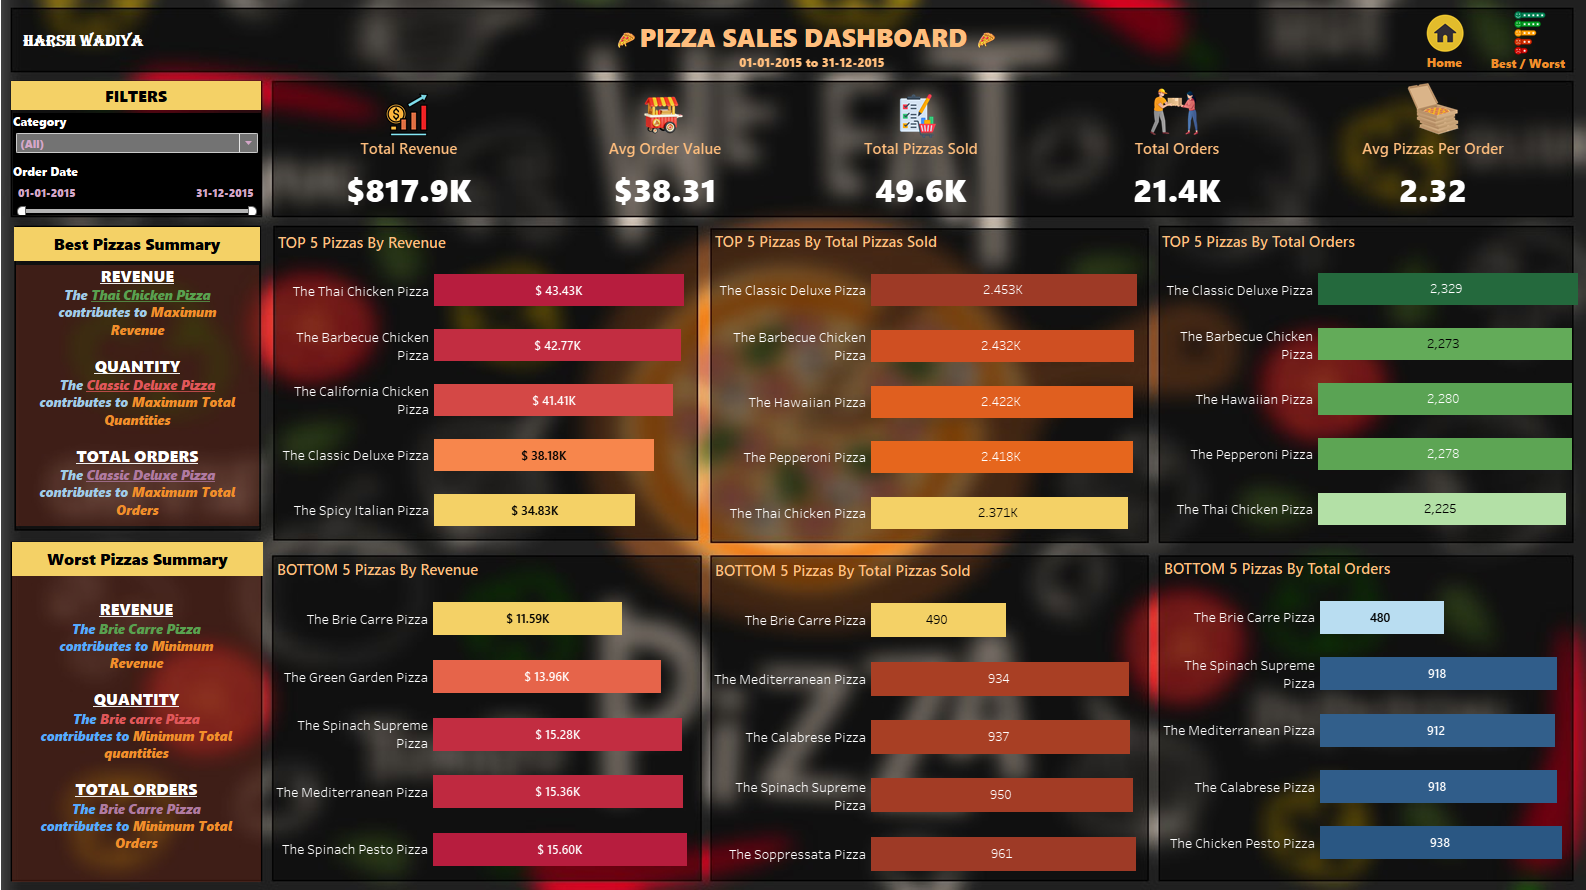 HARSH WADIYA
PIZZA SALES DASHBOARD
01-01-2015 to 31-12-2015
Home
Best / Worst
FILTERS
Category
(All)
Order Date
01-01-2015 31-12-2015
Total Revenue
$817.9K
Avg Order Value
$38.31
Total Pizzas Sold
49.6K
Total Orders
21.4K
Avg Pizzas Per Order
2.32
Best Pizzas Summary
REVENUE
The Thai Chicken Pizza
contributes to Maximum
Revenue
QUANTITY
The Classic Deluxe Pizza
contributes to Maximum Total
Quantities
TOTAL ORDERS
The Classic Deluxe Pizza
contributes to Maximum Total
Orders
TOP 5 Pizzas By Revenue
The Thai Chicken Pizza $ 43.43K
The Barbecue Chicken
Pizza $ 42.77K
The California Chicken
Pizza $ 41.41K
The Classic Deluxe Pizza $ 38.18K
The Spicy Italian Pizza $ 34.83K
TOP 5 Pizzas By Total Pizzas Sold
The Classic Deluxe Pizza 2.453K
The Barbecue Chicken
Pizza 2.432K
The Hawaiian Pizza 2.422K
The Pepperoni Pizza 2.418K
The Thai Chicken Pizza 2.371K
TOP 5 Pizzas By Total Orders
The Classic Deluxe Pizza 2,329
The Barbecue Chicken
Pizza 2,273
The Hawaiian Pizza 2,280
The Pepperoni Pizza 2,278
The Thai Chicken Pizza 2,225
Worst Pizzas Summary
REVENUE
The Brie Carre Pizza
contributes to Minimum
Revenue
QUANTITY
The Brie carre Pizza
contributes to Minimum Total
quantities
TOTAL ORDERS
The Brie Carre Pizza
contributes to Minimum Total
Orders
BOTTOM 5 Pizzas By Revenue
The Brie Carre Pizza $ 11.59K
The Green Garden Pizza $ 13.96K
The Spinach Supreme
Pizza $ 15.28K
The Mediterranean Pizza $ 15.36K
The Spinach Pesto Pizza $ 15.60K
BOTTOM 5 Pizzas By Total Pizzas Sold
The Brie Carre Pizza 490
The Mediterranean Pizza 934
The Calabrese Pizza 937
The Spinach Supreme
Pizza 950
The Soppressata Pizza 961
BOTTOM 5 Pizzas By Total Orders
The Brie Carre Pizza 480
The Spinach Supreme
Pizza 918
The Mediterranean Pizza 912
The Calabrese Pizza 918
The Chicken Pesto Pizza 938